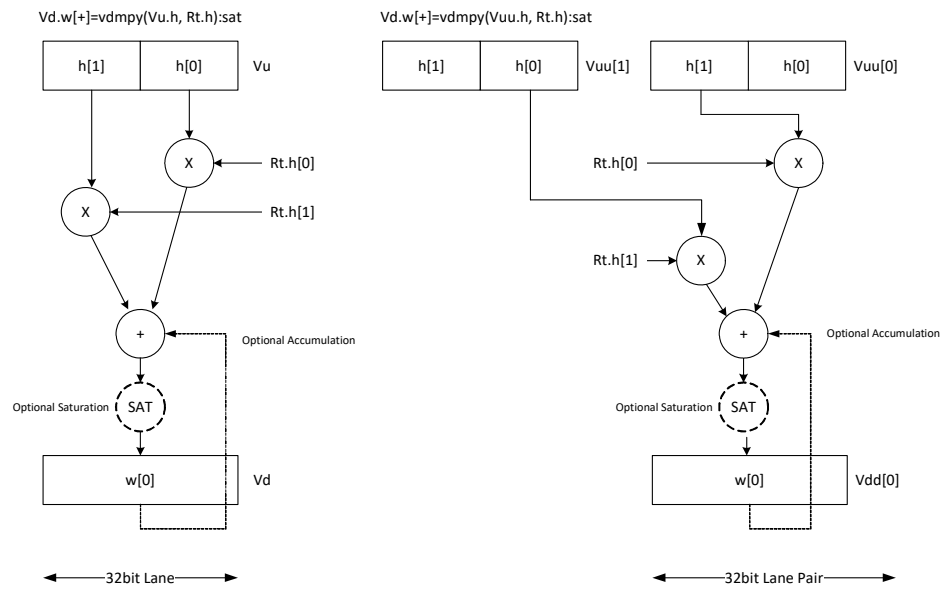 Vd.w[+]=vdmpy(Vu.h, Rt.h):sat
h[1]
h[0]
Vu
X
Rt.h[0]
X
Rt.h[1]
+
Optional Accumulation
Optional Saturation
SAT
w[0]
Vd
32bit Lane
Vd.w[+]=vdmpy(Vuu.h, Rt.h):sat
h[1]
h[0]
Vuu[1]
h[1]
h[0]
Vuu[0]
Rt.h[0]
X
Rt.h[1]
X
+
Optional Accumulation
Optional Saturation
SAT
w[0]
Vdd[0]
32bit Lane Pair